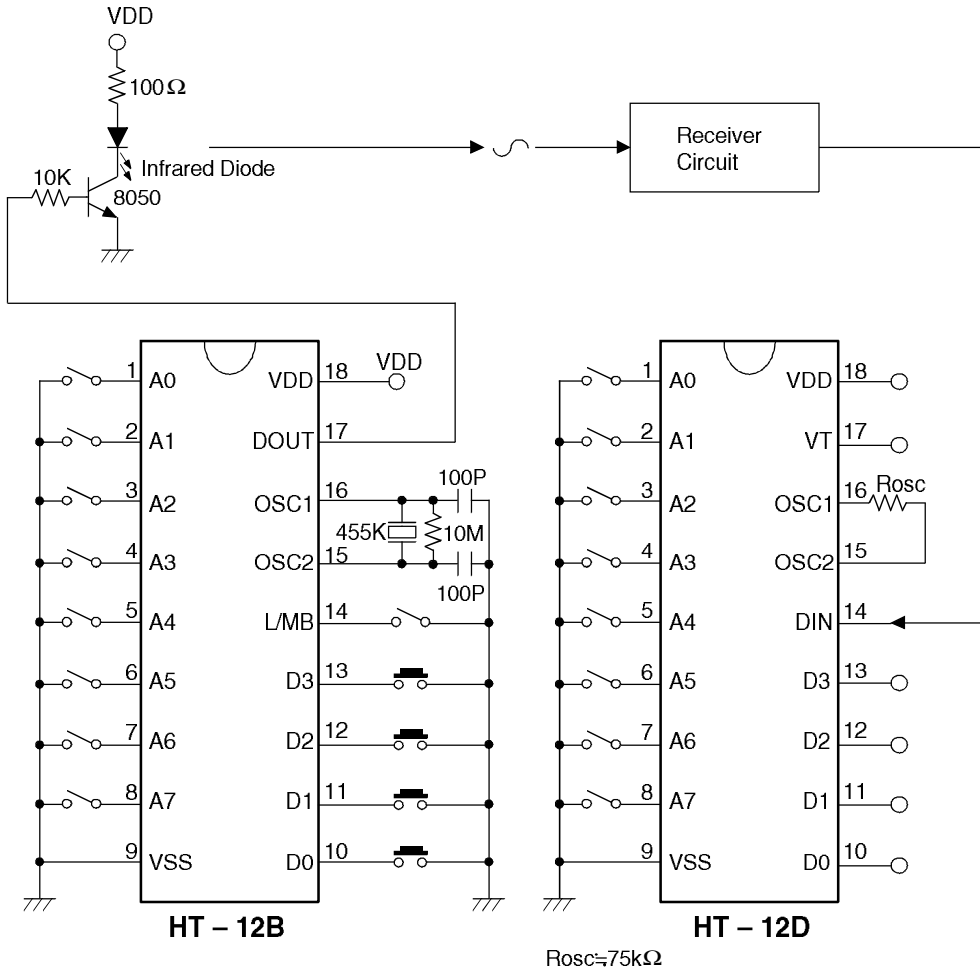 VDD
100Ω
Infrared Diode
10K
8050
Receiver
Circuit
1 A0
2 A1
3 A2
4 A3
5 A4
6 A5
7 A6
8 A7
9 VSS
VDD 18 VDD
DOUT 17
OSC1 16 100P
455K 10M
OSC2 15
100P
L/MB 14
D3 13
D2 12
D1 11
D0 10
HT – 12B
1 A0
2 A1
3 A2
4 A3
5 A4
6 A5
7 A6
8 A7
9 VSS
VDD 18
VT 17
OSC1 16 Rosc
OSC2 15
DIN 14
D3 13
D2 12
D1 11
D0 10
HT – 12D
Rosc≒75kΩ